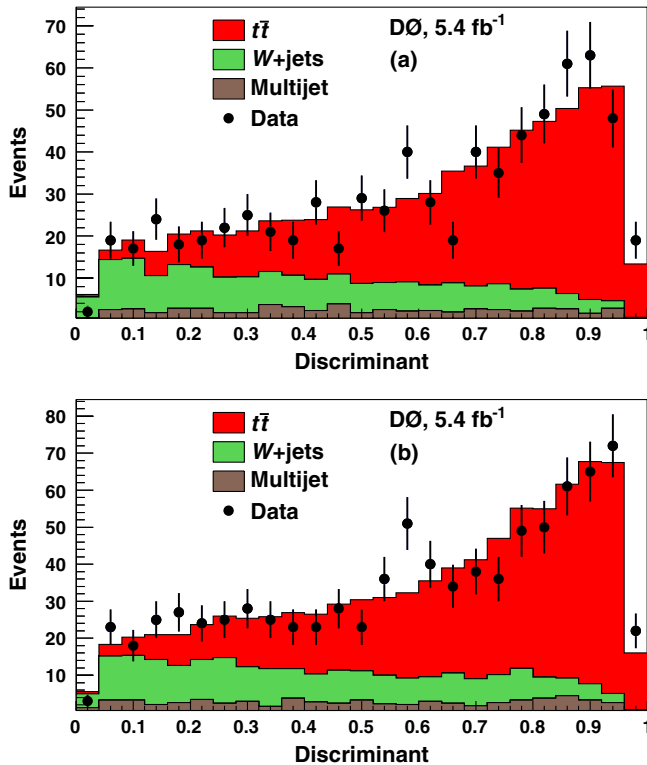 70
60
50
40
30
20
10
Events
tt̄
W+jets
Multijet
Data
DØ, 5.4 fb⁻¹
(a)
0 0.1 0.2 0.3 0.4 0.5 0.6 0.7 0.8 0.9 1
Discriminant
80
70
60
50
40
30
20
10
Events
tt̄
W+jets
Multijet
Data
DØ, 5.4 fb⁻¹
(b)
0 0.1 0.2 0.3 0.4 0.5 0.6 0.7 0.8 0.9 1
Discriminant